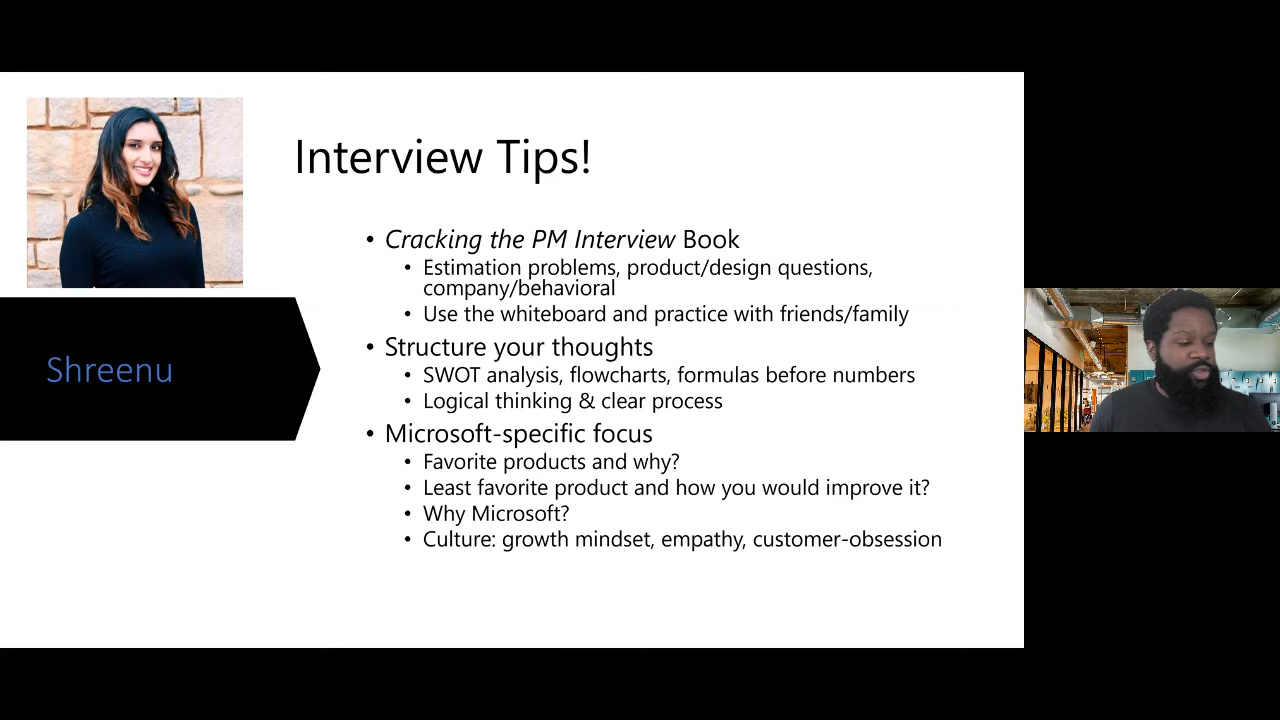 Interview Tips!
• Cracking the PM Interview Book
• Estimation problems, product/design questions,
company/behavioral
• Use the whiteboard and practice with friends/family
Shreenu
• Structure your thoughts
• SWOT analysis, flowcharts, formulas before numbers
• Logical thinking & clear process
• Microsoft-specific focus
• Favorite products and why?
• Least favorite product and how you would improve it?
• Why Microsoft?
• Culture: growth mindset, empathy, customer-obsession